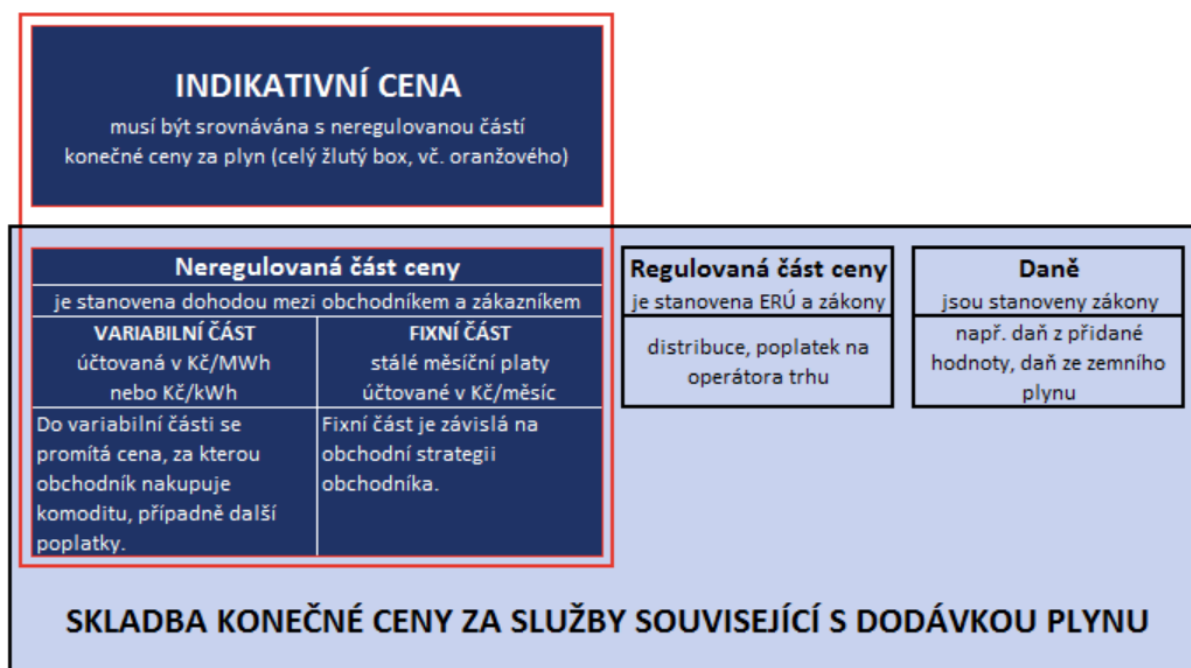 INDIKATIVNÍ CENA
musí být srovnávána s neregulovanou částí
konečné ceny za plyn (celý žlutý box, vč. oranžového)
Neregulovaná část ceny
je stanovena dohodou mezi obchodníkem a zákazníkem
VARIABILNÍ ČÁST
účtovaná v Kč/MWh
nebo Kč/kWh
FIXNÍ ČÁST
stálé měsíční platy
účtované v Kč/měsíc
Do variabilní části se
promítá cena, za kterou
obchodník nakupuje
komoditu, případně další
poplatky.
Fixní část je závislá na
obchodní strategii
obchodníka.
Regulovaná část ceny
je stanovena ERÚ a zákony
distribuce, poplatek na
operátora trhu
Daně
jsou stanoveny zákony
např. daň z přidané
hodnoty, daň ze zemního
plynu
SKLADBA KONEČNÉ CENY ZA SLUŽBY SOUVISEJÍCÍ S DODÁVKOU PLYNU